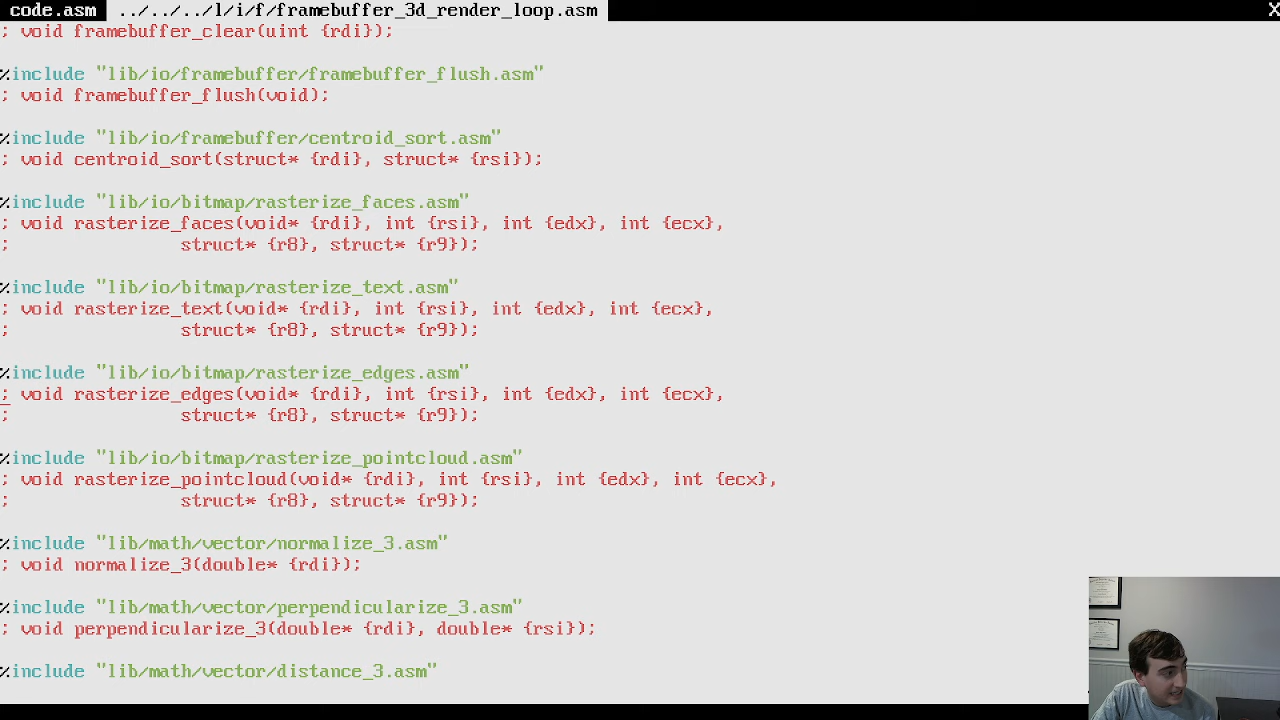 code.asm ../../../l/i/f/framebuffer_3d_render_loop.asm X
; void framebuffer_clear(uint {rdi});
%include "lib/io/framebuffer/framebuffer_flush.asm"
; void framebuffer_flush(void);
%include "lib/io/framebuffer/centroid_sort.asm"
; void centroid_sort(struct* {rdi}, struct* {rsi});
%include "lib/io/bitmap/rasterize_faces.asm"
; void rasterize_faces(void* {rdi}, int {rsi}, int {edx}, int {ecx},
; struct* {r8}, struct* {r9});
%include "lib/io/bitmap/rasterize_text.asm"
; void rasterize_text(void* {rdi}, int {rsi}, int {edx}, int {ecx},
; struct* {r8}, struct* {r9});
%include "lib/io/bitmap/rasterize_edges.asm"
; void rasterize_edges(void* {rdi}, int {rsi}, int {edx}, int {ecx},
; struct* {r8}, struct* {r9});
%include "lib/io/bitmap/rasterize_pointcloud.asm"
; void rasterize_pointcloud(void* {rdi}, int {rsi}, int {edx}, int {ecx},
; struct* {r8}, struct* {r9});
%include "lib/math/vector/normalize_3.asm"
; void normalize_3(double* {rdi});
%include "lib/math/vector/perpendicularize_3.asm"
; void perpendicularize_3(double* {rdi}, double* {rsi});
%include "lib/math/vector/distance_3.asm"